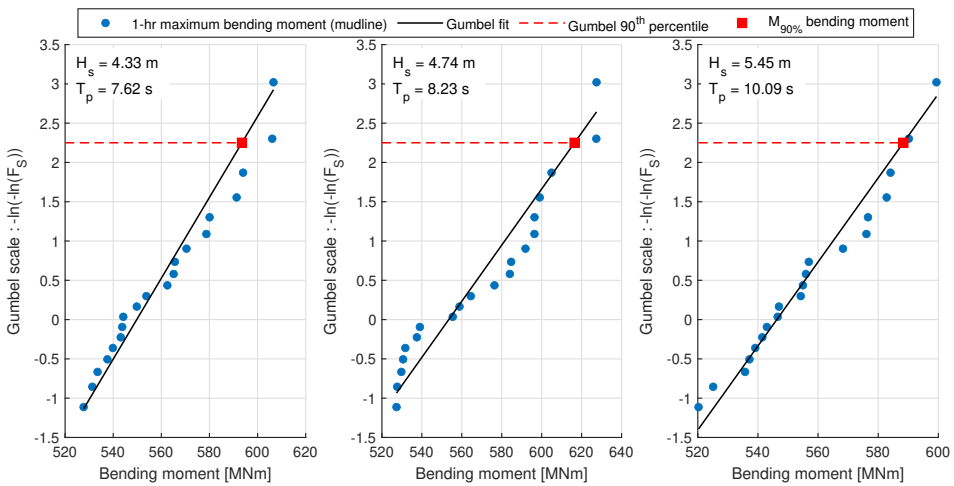 1-hr maximum bending moment (mudline) Gumbel fit Gumbel 90th percentile M90% bending moment
Gumbel scale : -ln(-ln(FS))
3.5
3
2.5
2
1.5
1
0.5
0
-0.5
-1
-1.5
Hs = 4.33 m
Tp = 7.62 s
520 540 560 580 600 620
Bending moment [MNm]
Gumbel scale : -ln(-ln(FS))
3.5
3
2.5
2
1.5
1
0.5
0
-0.5
-1
-1.5
Hs = 4.74 m
Tp = 8.23 s
520 540 560 580 600 620 640
Bending moment [MNm]
Gumbel scale : -ln(-ln(FS))
3.5
3
2.5
2
1.5
1
0.5
0
-0.5
-1
-1.5
Hs = 5.45 m
Tp = 10.09 s
520 540 560 580 600
Bending moment [MNm]